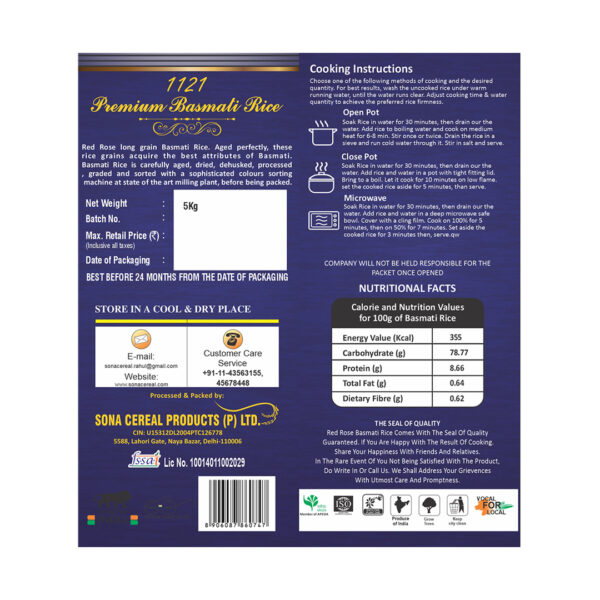 1121
Premium Basmati Rice
Red Rose long grain Basmati Rice. Aged perfectly, these
rice grains acquire the best attributes of Basmati.
Basmati Rice is carefully aged, dried, dehusked, processed
, graded and sorted with a sophisticated colours sorting
machine at state of the art milling plant, before being packed.
Net Weight : 5Kg
Batch No. :
Max. Retail Price (₹) :
(Inclusive all taxes)
Date of Packaging :
BEST BEFORE 24 MONTHS FROM THE DATE OF PACKAGING
STORE IN A COOL & DRY PLACE
E-mail:
sonacereal.rahul@gmail.com
Website:
www.sonacereal.com
Customer Care
Service
+91-11-43563155,
45678448
Processed & Packed by:
SONA CEREAL PRODUCTS (P) LTD.
CIN: U15312DL2004PTC126778
5588, Lahori Gate, Naya Bazar, Delhi-110006
fssai Lic No. 10014011002029
8906087860747
Cooking Instructions
Choose one of the following methods of cooking and the desired
quantity. For best results, wash the uncooked rice under warm
running water, until the water runs clear. Adjust cooking time & water
quantity to achieve the preferred rice firmness.
Open Pot
Soak Rice in water for 30 minutes, then drain our the
water. Add rice to boiling water and cook on medium
heat for 6-8 min. Stir once or twice. Drain the rice in a
sieve and run cold water through it. Stir in salt and serve.
Close Pot
Soak Rice in water for 30 minutes, then drain our the
water. Add rice and water in a pot with tight fitting lid.
Bring to a boil. Let it cook for 10 minutes on low flame.
set the cooked rice aside for 5 minutes, than serve.
Microwave
Soak Rice in water for 30 minutes, then drain our the
water. Add rice and water in a deep microwave safe
bowl. Cover with a cling film. Cook on 100% for 5
minutes, then on 50% for 7 minutes. Set aside the
cooked rice for 3 minutes then, serve.qw
COMPANY WILL NOT BE HELD RESPONSIBLE FOR THE
PACKET ONCE OPENED
NUTRITIONAL FACTS
Calorie and Nutrition Values
for 100g of Basmati Rice
Energy Value (Kcal) 355
Carbohydrate (g) 78.77
Protein (g) 8.66
Total Fat (g) 0.64
Dietary Fibre (g) 0.62
THE SEAL OF QUALITY
Red Rose Basmati Rice Comes With The Seal Of Quality
Guaranteed. If You Are Happy With The Result Of Cooking.
Share Your Happiness With Friends And Relatives.
In The Rare Event Of You Not Being Satisfied With The Product,
Do Write In Or Call Us. We Shall Address Your Grievences
With Utmost Care And Promptness.
Member of APEDA
ISO
Produce
of India
Grow
Trees
Keep
city clean
VOCAL
FOR
LOCAL